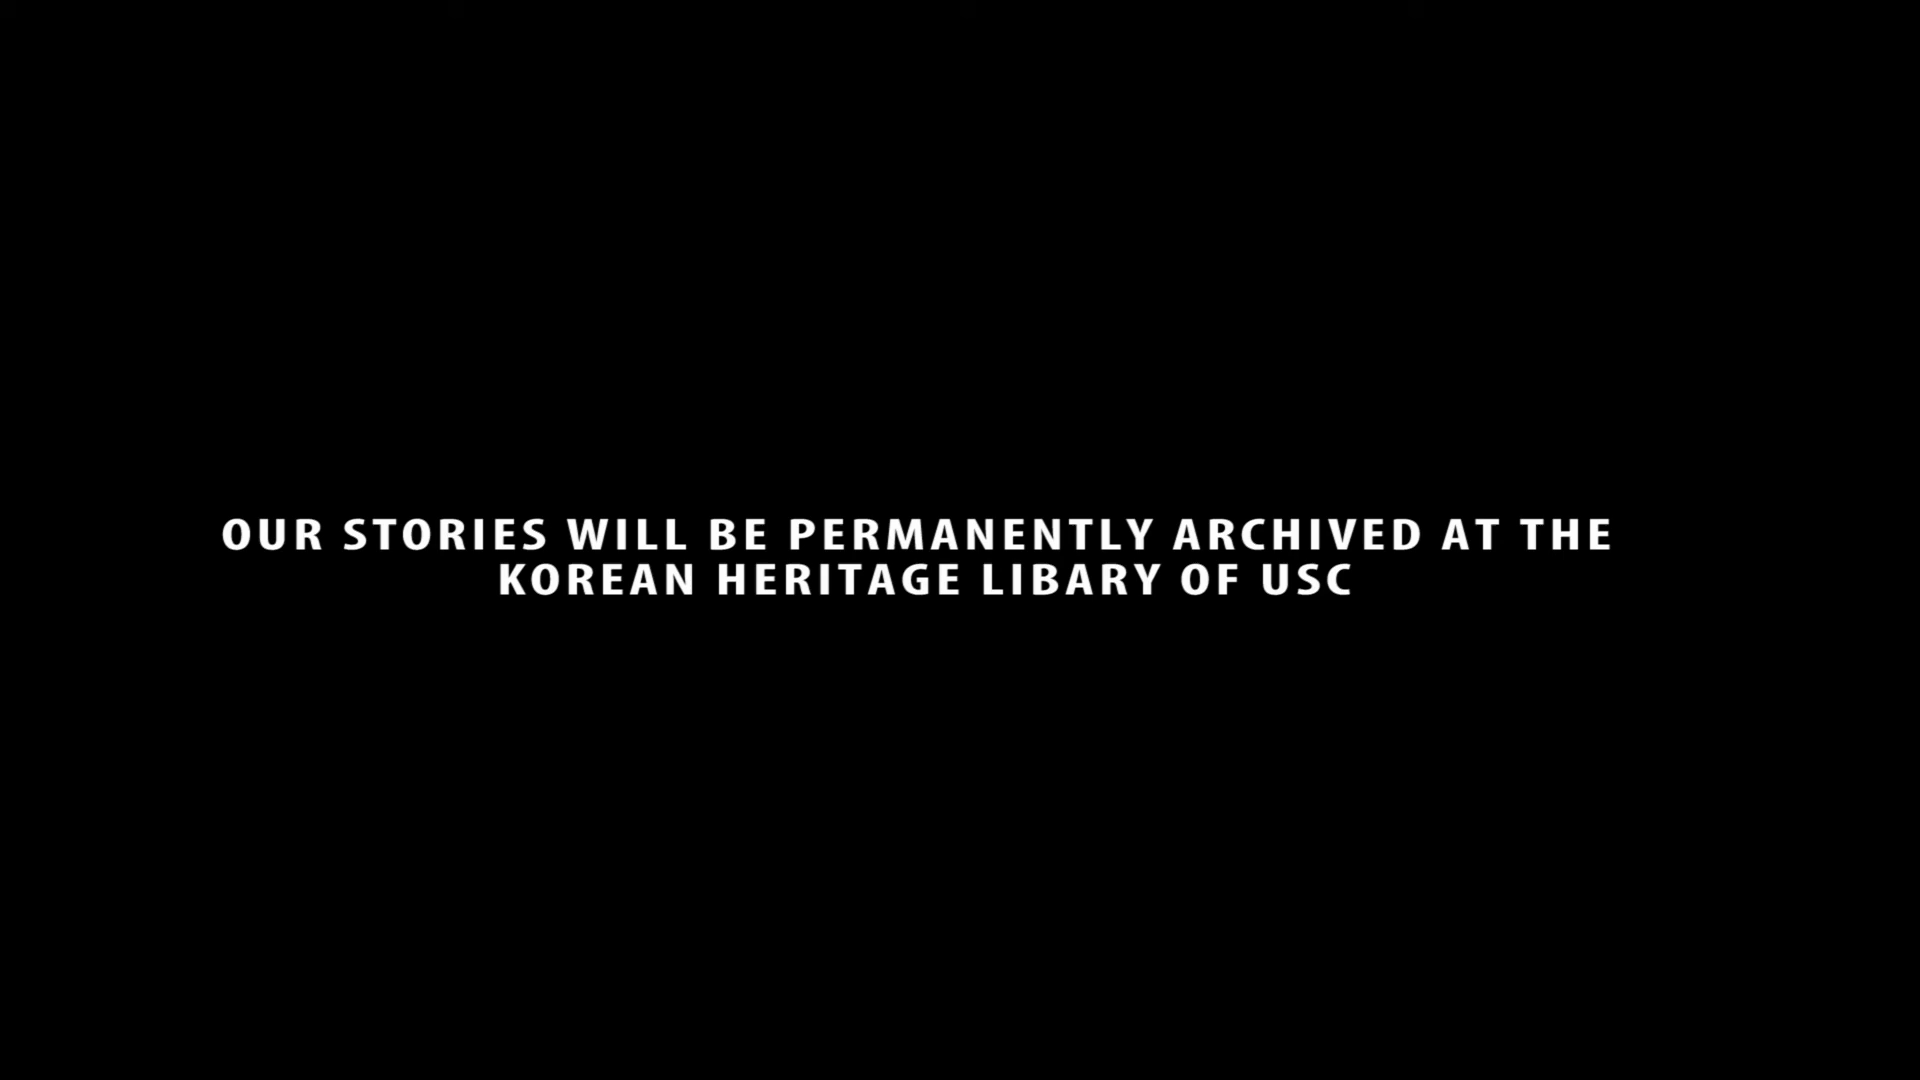 OUR STORIES WILL BE PERMANENTLY ARCHIVED AT THE
KOREAN HERITAGE LIBARY OF USC